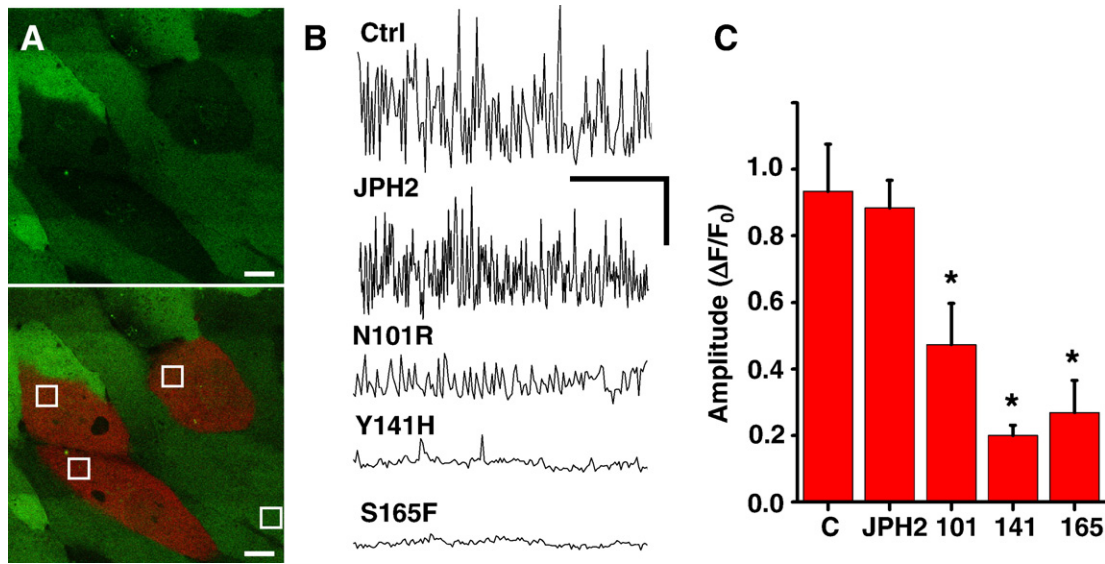 A
B
Ctrl
JPH2
N101R
Y141H
S165F
C
Amplitude (ΔF/F0)
1.0
0.8
0.6
0.4
0.2
0.0
*
*
*
C JPH2 101 141 165